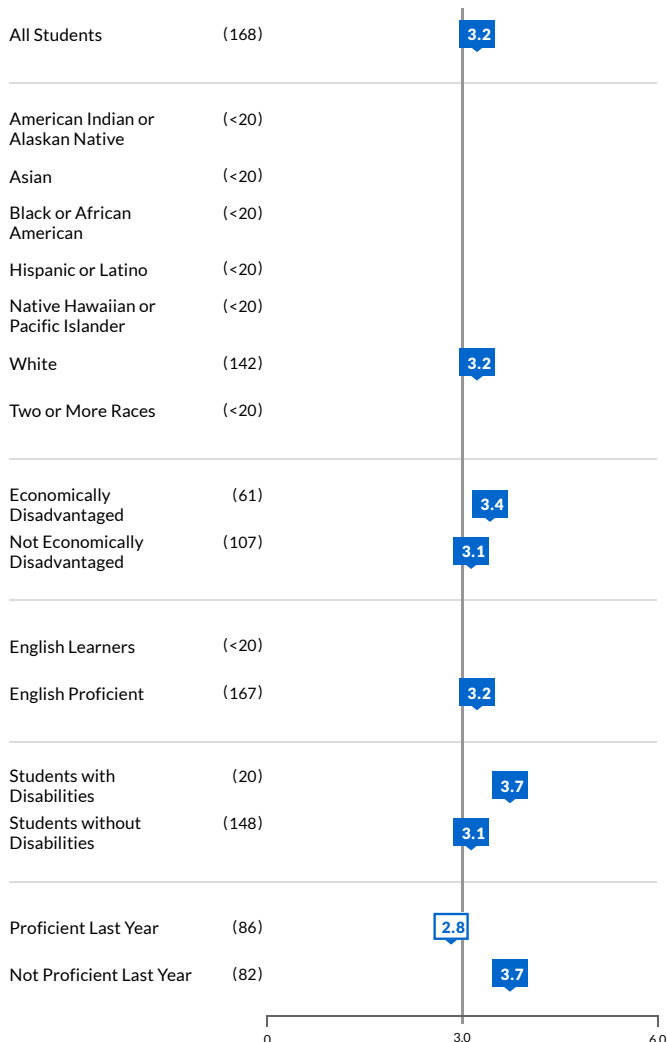 All Students (168) 3.2
American Indian or (<20)
Alaskan Native
Asian (<20)
Black or African (<20)
American
Hispanic or Latino (<20)
Native Hawaiian or (<20)
Pacific Islander
White (142) 3.2
Two or More Races (<20)
Economically (61) 3.4
Disadvantaged
Not Economically (107) 3.1
Disadvantaged
English Learners (<20)
English Proficient (167) 3.2
Students with (20) 3.7
Disabilities
Students without (148) 3.1
Disabilities
Proficient Last Year (86) 2.8
Not Proficient Last Year (82) 3.7
0 3.0 6.0